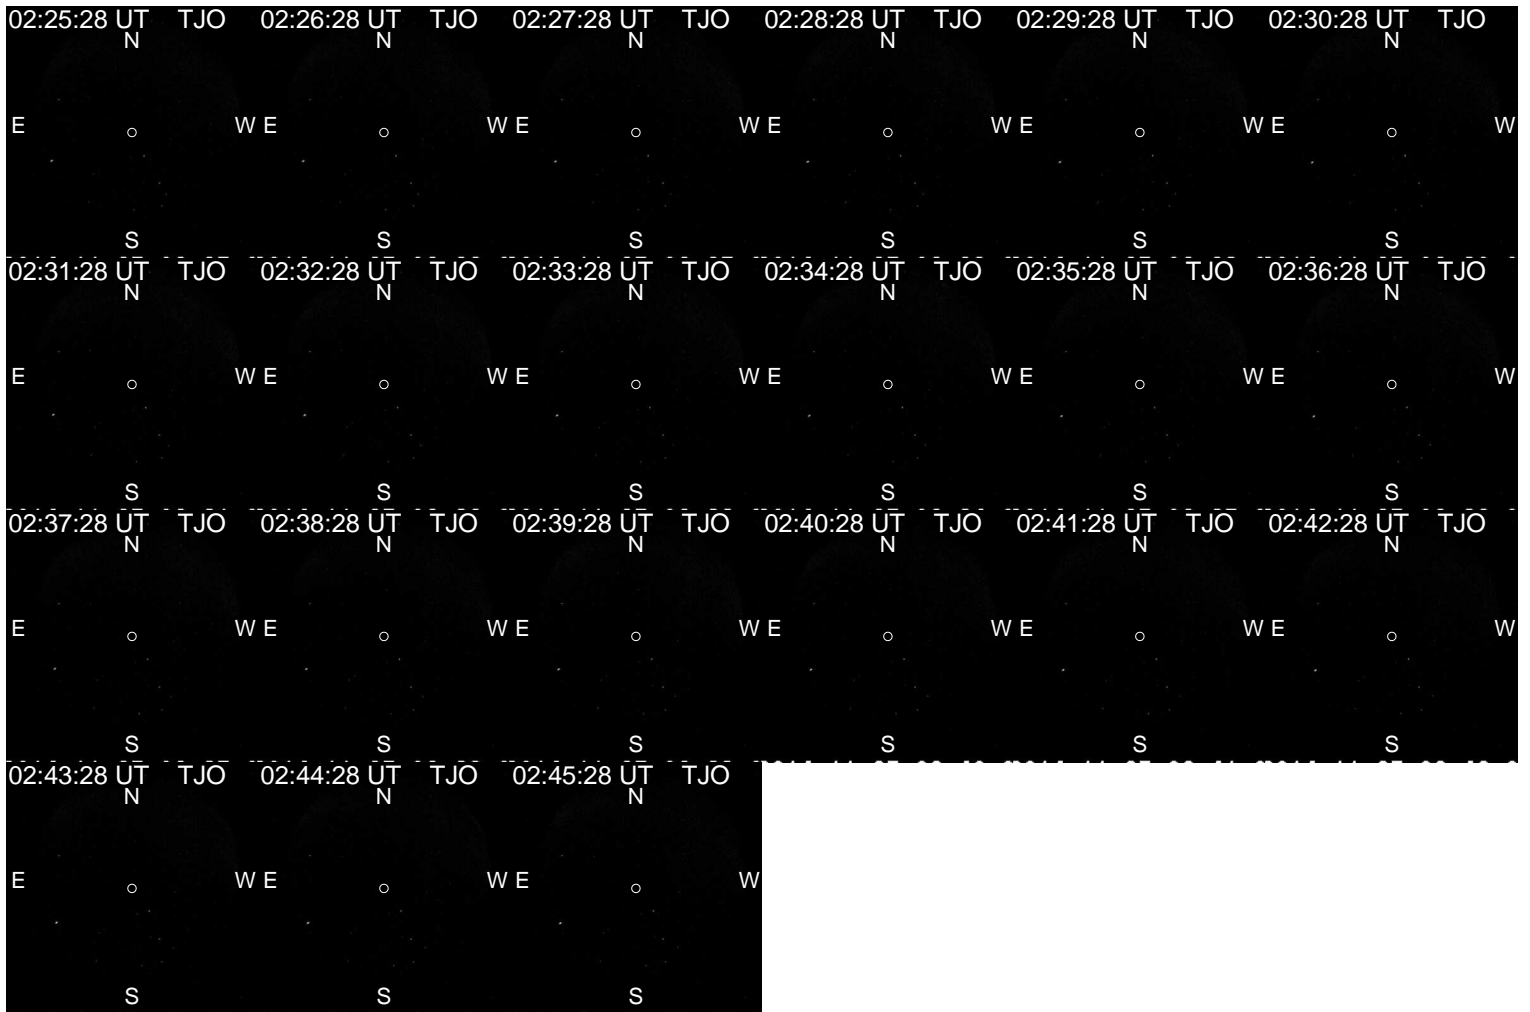 02:25:28 UT TJO 02:26:28 UT TJO 02:27:28 UT TJO 02:28:28 UT TJO 02:29:28 UT TJO 02:30:28 UT TJO
N N N N N N
E W E W E W E W E W E W
S S S S S S
02:31:28 UT TJO 02:32:28 UT TJO 02:33:28 UT TJO 02:34:28 UT TJO 02:35:28 UT TJO 02:36:28 UT TJO
N N N N N N
E W E W E W E W E W E W
S S S S S S
02:37:28 UT TJO 02:38:28 UT TJO 02:39:28 UT TJO 02:40:28 UT TJO 02:41:28 UT TJO 02:42:28 UT TJO
N N N N N N
E W E W E W E W E W E W
S S S S S S
02:43:28 UT TJO 02:44:28 UT TJO 02:45:28 UT TJO
N N N
E W E W E W
S S S